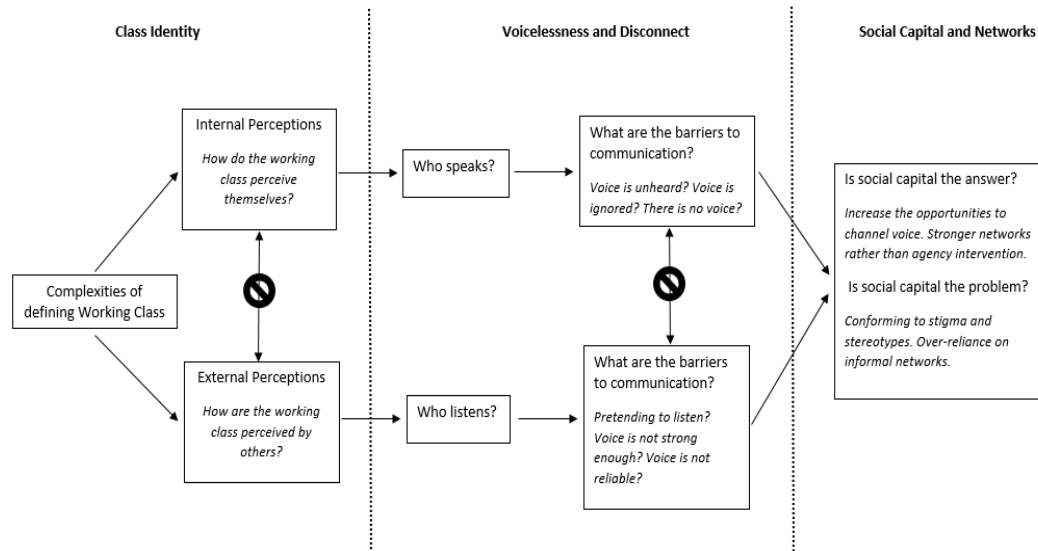 Class Identity
Voicelessness and Disconnect
Social Capital and Networks
Internal Perceptions
How do the working
class perceive
themselves?
Who speaks?
What are the barriers to
communication?
Voice is unheard? Voice is
ignored? There is no voice?
Is social capital the answer?
Increase the opportunities to
channel voice. Stronger networks
rather than agency intervention.
Is social capital the problem?
Conforming to stigma and
stereotypes. Over-reliance on
informal networks.
Complexities of
defining Working Class
External Perceptions
How are the working
class perceived by
others?
Who listens?
What are the barriers
to communication?
Pretending to listen?
Voice is not strong
enough? Voice is not
reliable?